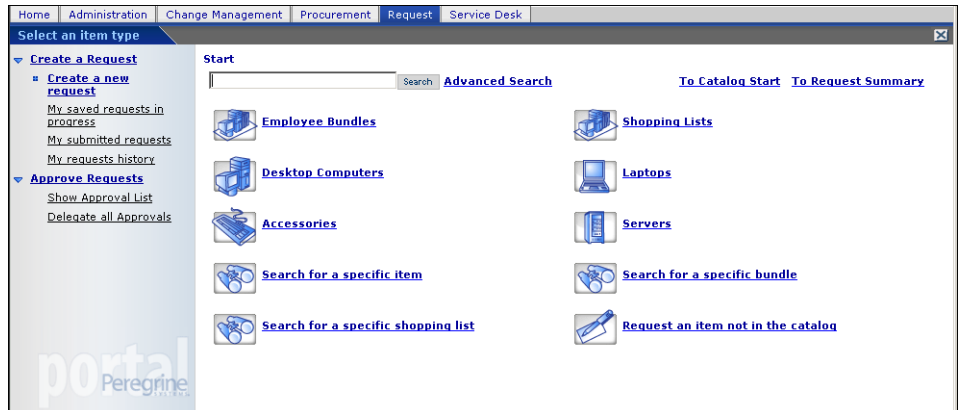 Home Administration Change Management Procurement Request Service Desk
Select an item type
Create a Request
Create a new
request
My saved requests in
progress
My submitted requests
My requests history
Approve Requests
Show Approval List
Delegate all Approvals
Start
Search Advanced Search To Catalog Start To Request Summary
Employee Bundles Shopping Lists
Desktop Computers Laptops
Accessories Servers
Search for a specific item Search for a specific bundle
Search for a specific shopping list Request an item not in the catalog
portal
Peregrine
SYSTEMS